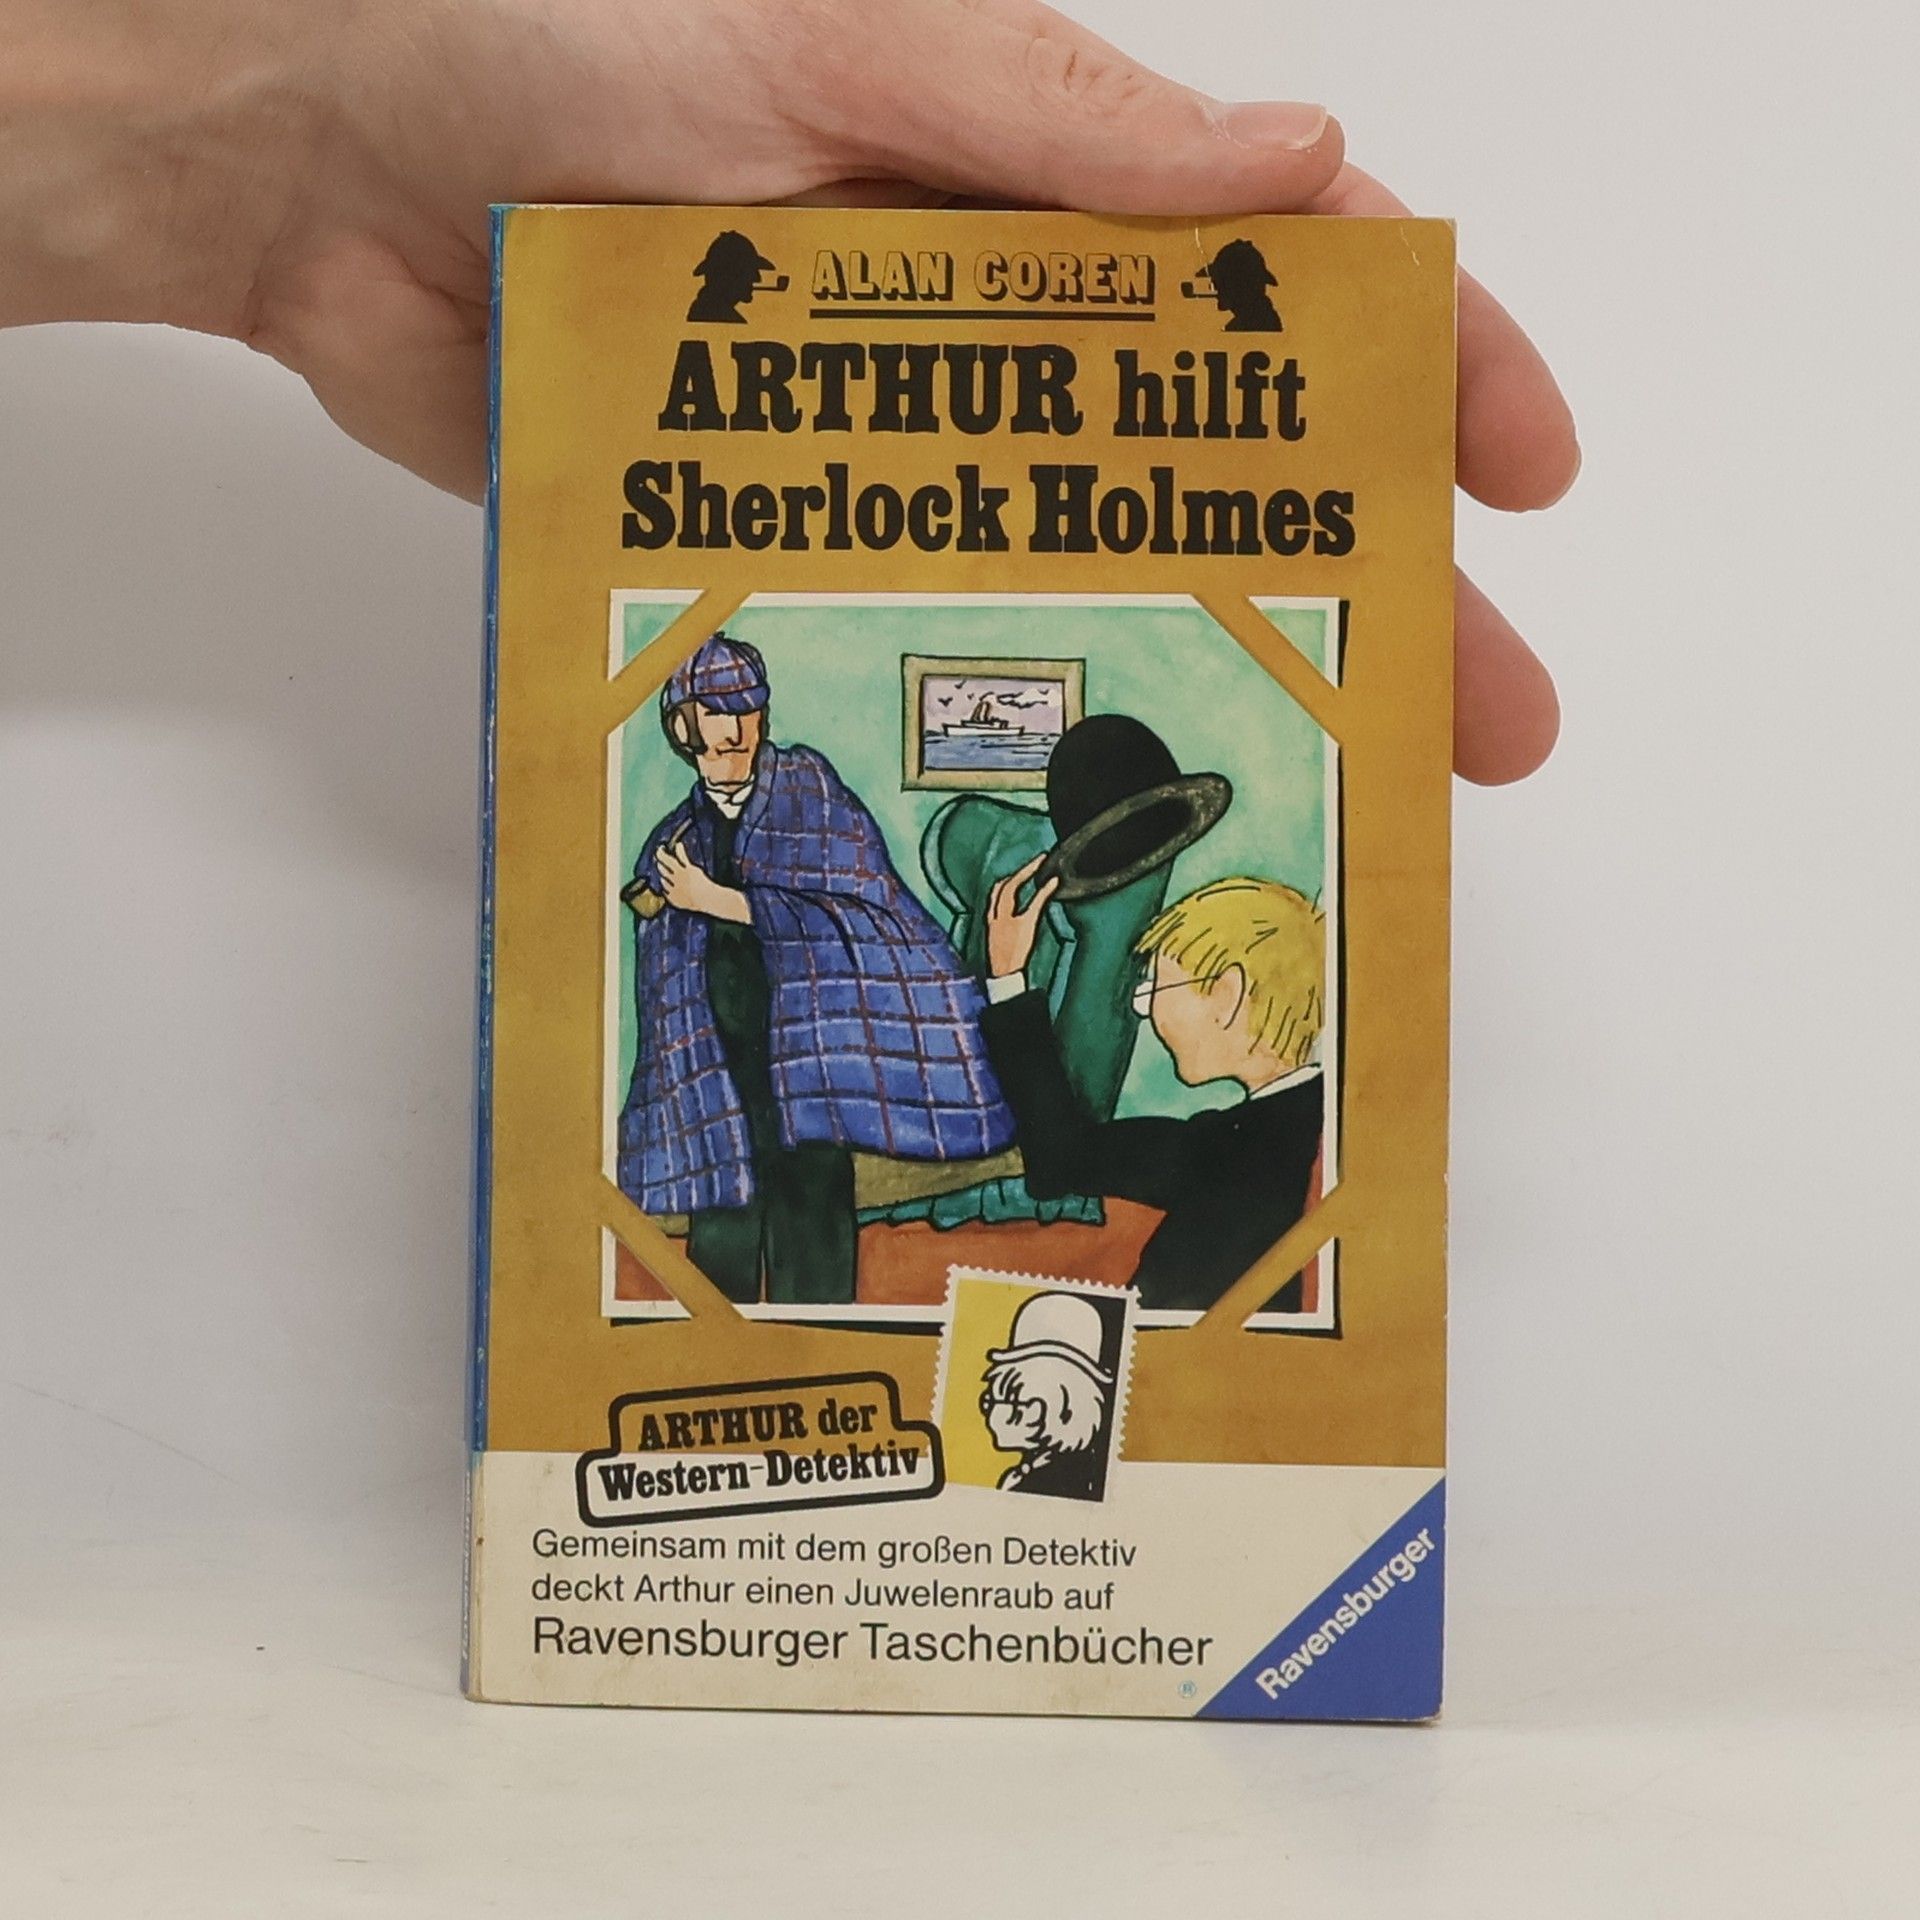 ALAN COREN
ARTHUR hilft
Sherlock Holmes
ARTHUR der
Western-Detektiv
Gemeinsam mit dem großen Detektiv
deckt Arthur einen Juwelenraub auf
Ravensburger Taschenbücher
®
Ravensburger